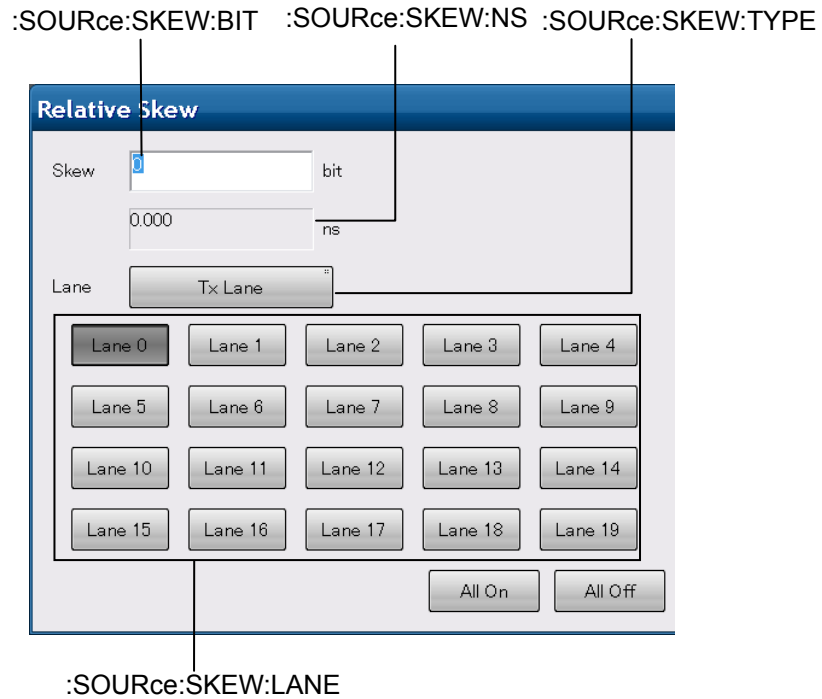 :SOURce:SKEW:BIT :SOURce:SKEW:NS :SOURce:SKEW:TYPE
Relative Skew
Skew 0 bit
0.000 ns
Lane Tx Lane
Lane 0 Lane 1 Lane 2 Lane 3 Lane 4
Lane 5 Lane 6 Lane 7 Lane 8 Lane 9
Lane 10 Lane 11 Lane 12 Lane 13 Lane 14
Lane 15 Lane 16 Lane 17 Lane 18 Lane 19
All On All Off
:SOURce:SKEW:LANE